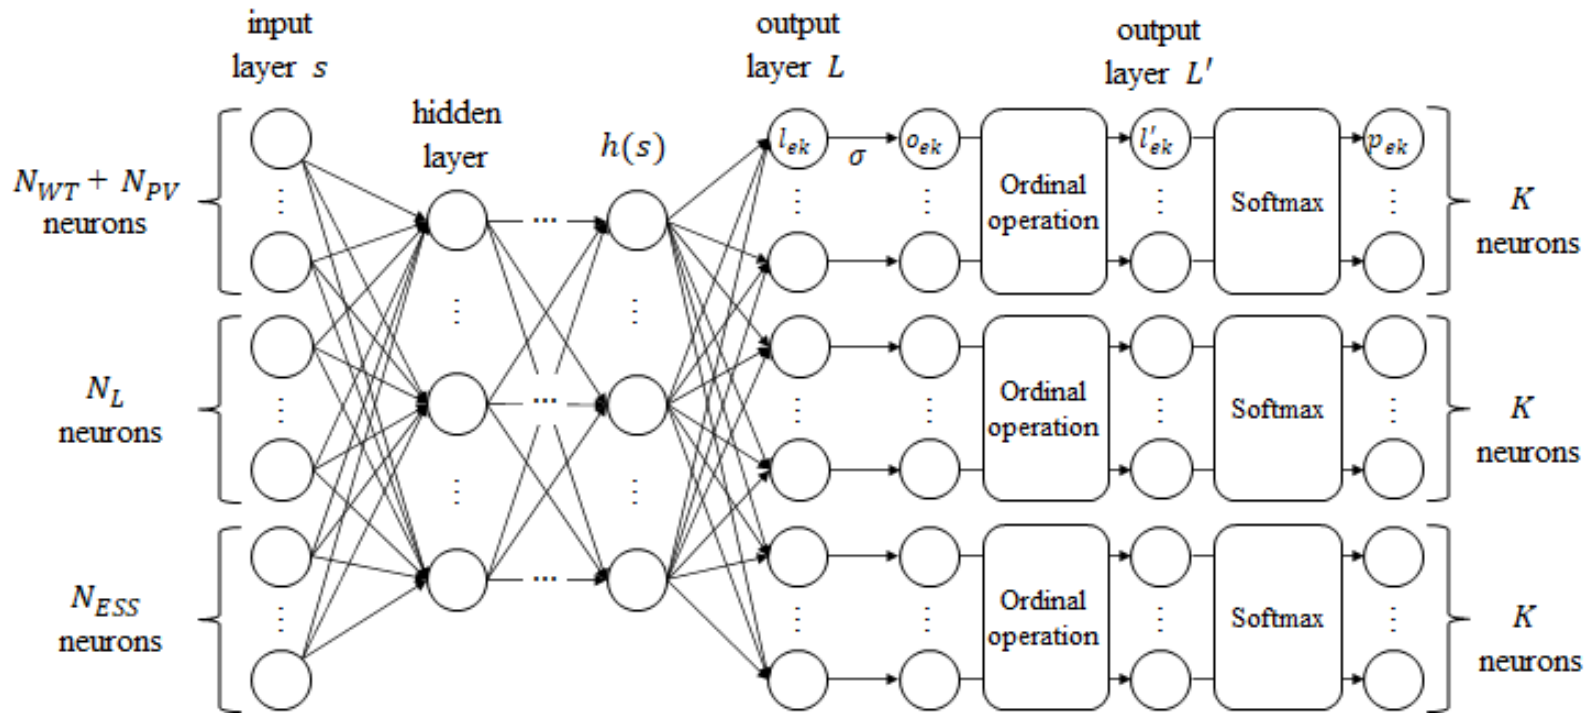 input
layer s
hidden
layer
h(s)
output
layer L
output
layer L′
N_WT + N_PV
neurons
l_ek
σ
o_ek
Ordinal
operation
l′_ek
Softmax
p_ek
K
neurons
N_L
neurons
Ordinal
operation
Softmax
K
neurons
N_ESS
neurons
Ordinal
operation
Softmax
K
neurons